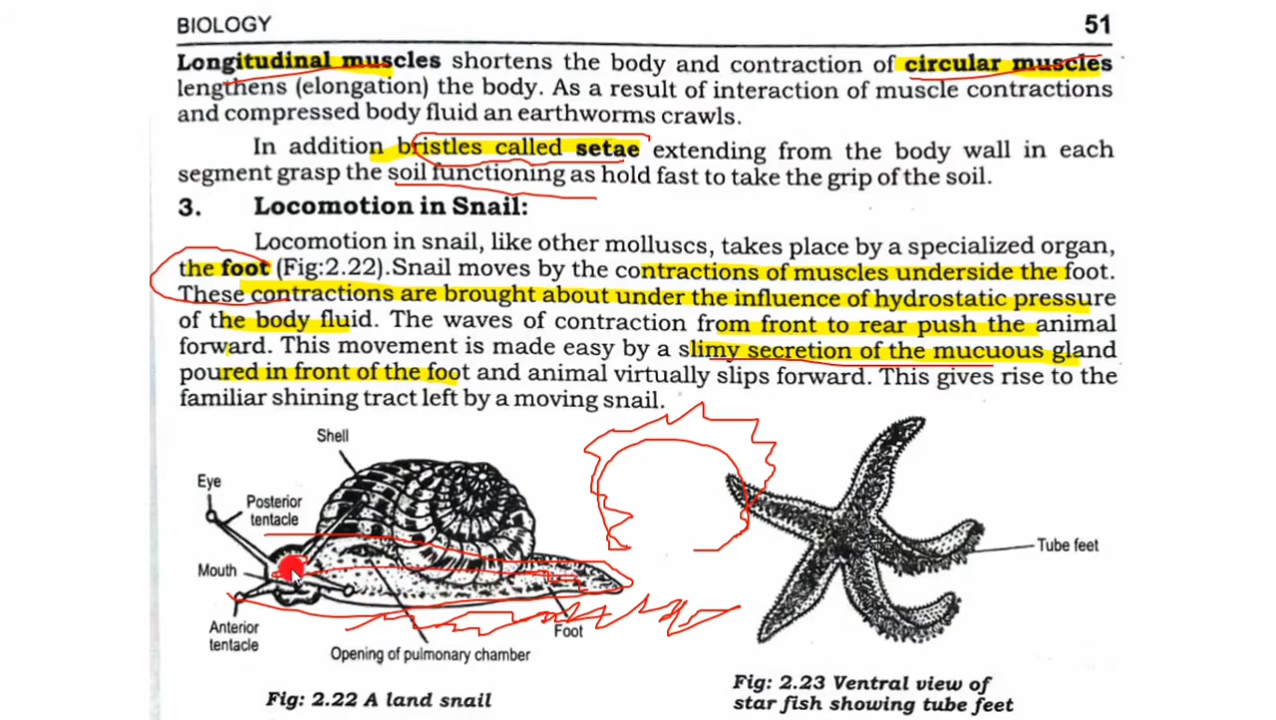 BIOLOGY 51
Longitudinal muscles shortens the body and contraction of circular muscles
lengthens (elongation) the body. As a result of interaction of muscle contractions
and compressed body fluid an earthworms crawls.
In addition bristles called setae extending from the body wall in each
segment grasp the soil functioning as hold fast to take the grip of the soil.
3. Locomotion in Snail:
Locomotion in snail, like other molluscs, takes place by a specialized organ,
the foot (Fig:2.22).Snail moves by the contractions of muscles underside the foot.
These contractions are brought about under the influence of hydrostatic pressure
of the body fluid. The waves of contraction from front to rear push the animal
forward. This movement is made easy by a slimy secretion of the mucuous gland
poured in front of the foot and animal virtually slips forward. This gives rise to the
familiar shining tract left by a moving snail.
Shell
Eye
Posterior
tentacle
Mouth
Anterior
tentacle
Foot
Opening of pulmonary chamber
Fig: 2.22 A land snail
Tube feet
Fig: 2.23 Ventral view of
star fish showing tube feet